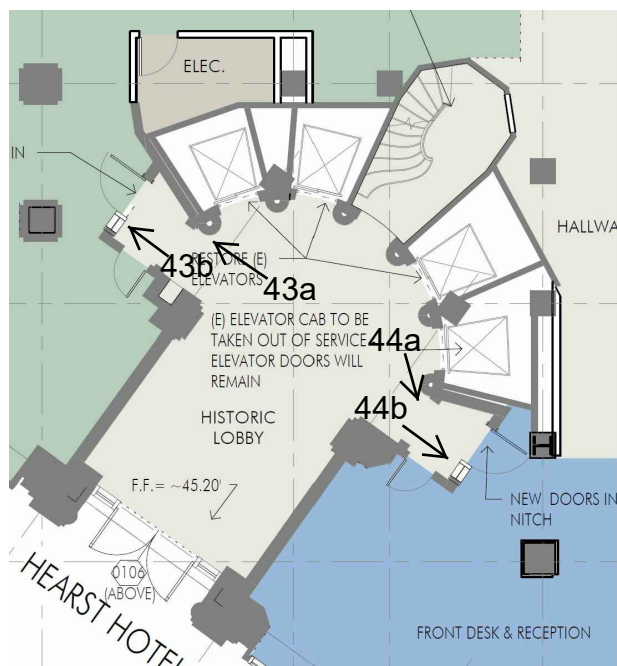 ELEC.
IN
HALLWA
43b
RESTORE (E)
ELEVATORS
43a
(E) ELEVATOR CAB TO BE
TAKEN OUT OF SERVICE
ELEVATOR DOORS WILL
REMAIN
44a
44b
HISTORIC
LOBBY
F.F.= ~45.20'
NEW DOORS IN
NITCH
0106
(ABOVE)
HEARST HOTEL
FRONT DESK & RECEPTION